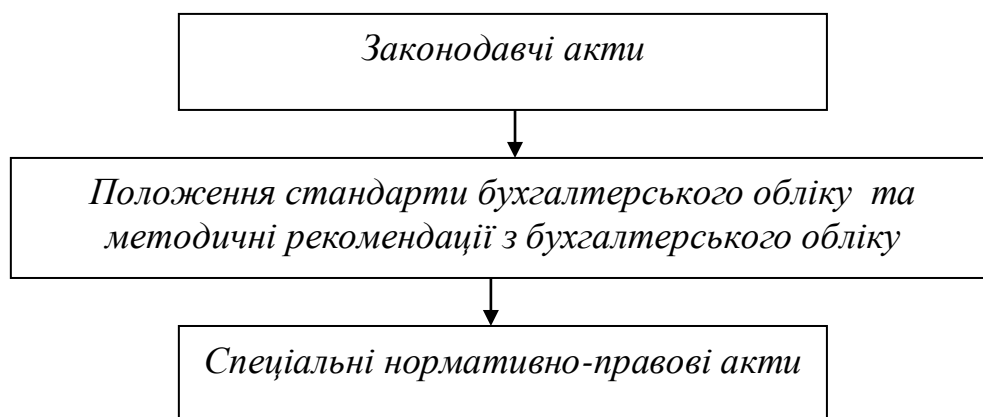 Законодавчі акти
Положення стандарти бухгалтерського обліку та
методичні рекомендації з бухгалтерського обліку
Спеціальні нормативно-правові акти